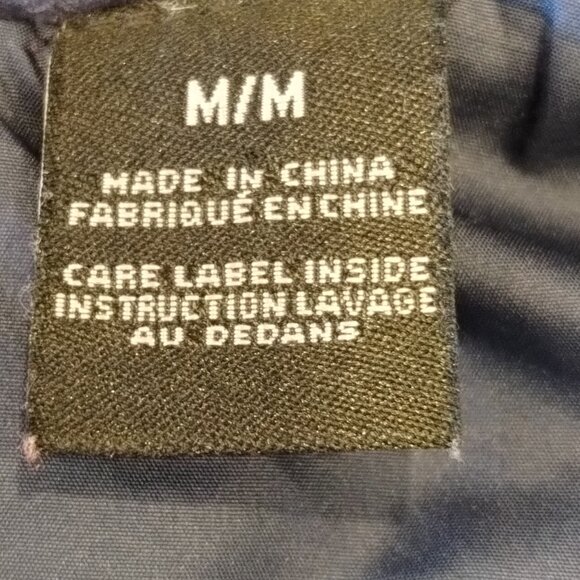 M/M
MADE IN CHINA
FABRIQUÉ EN CHINE
CARE LABEL INSIDE
INSTRUCTION LAVAGE
AU DEDANS